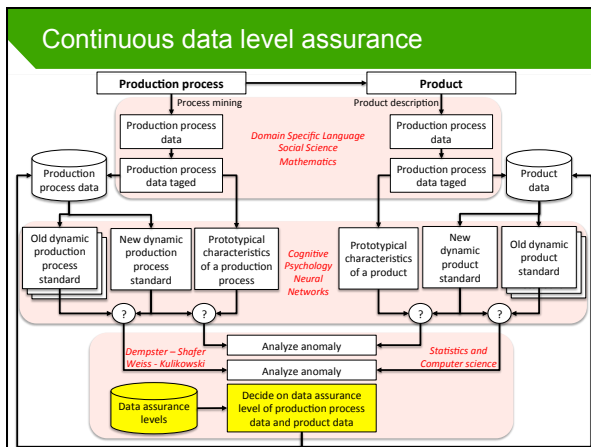 Continuous data level assurance
Production process
Product
Process mining
Product description
Production process
data
Domain Specific Language
Social Science
Mathematics
Production process
data
Production process
data taged
Production process
data taged
Production
process data
Product
data
Old dynamic
production
process
standard
New dynamic
production
process
standard
Prototypical
characteristics
of a production
process
Cognitive
Psychology
Neural
Networks
Prototypical
characteristics
of a product
New
dynamic
product
standard
Old dynamic
product
standard
?
?
?
?
Analyze anomaly
Dempster – Shafer
Weiss - Kulikowski
Statistics and
Computer science
Analyze anomaly
Data assurance
levels
Decide on data assurance
level of production process
data and product data